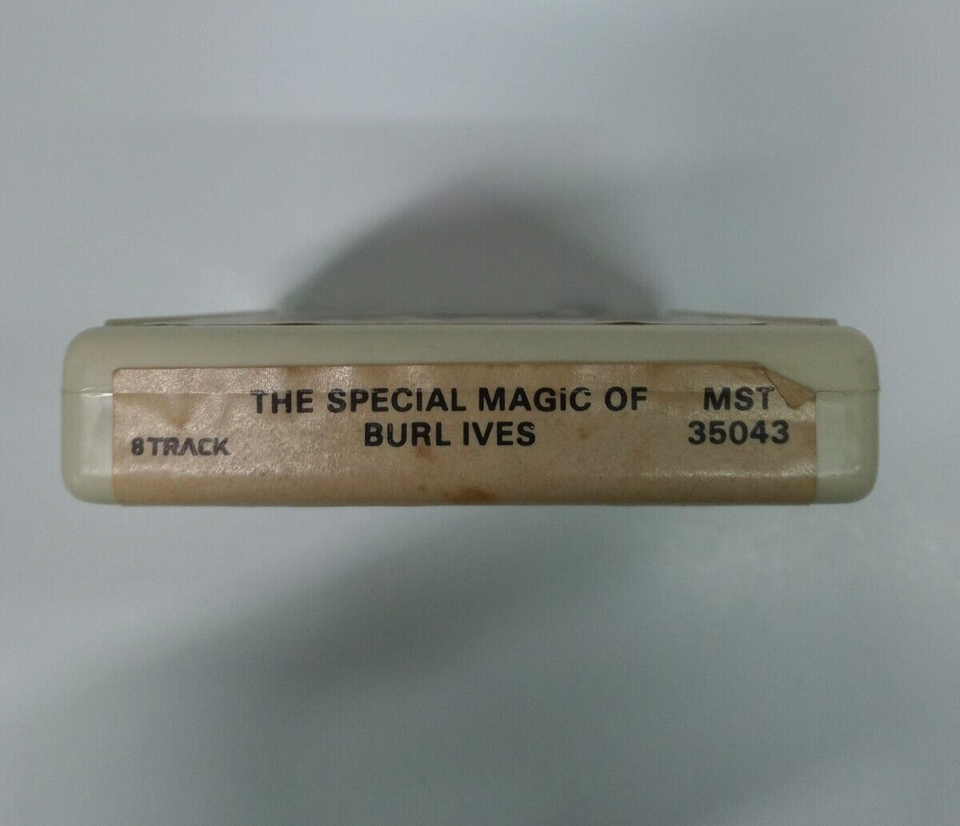 THE SPECIAL MAGiC OF MST
8TRACK BURL IVES 35043